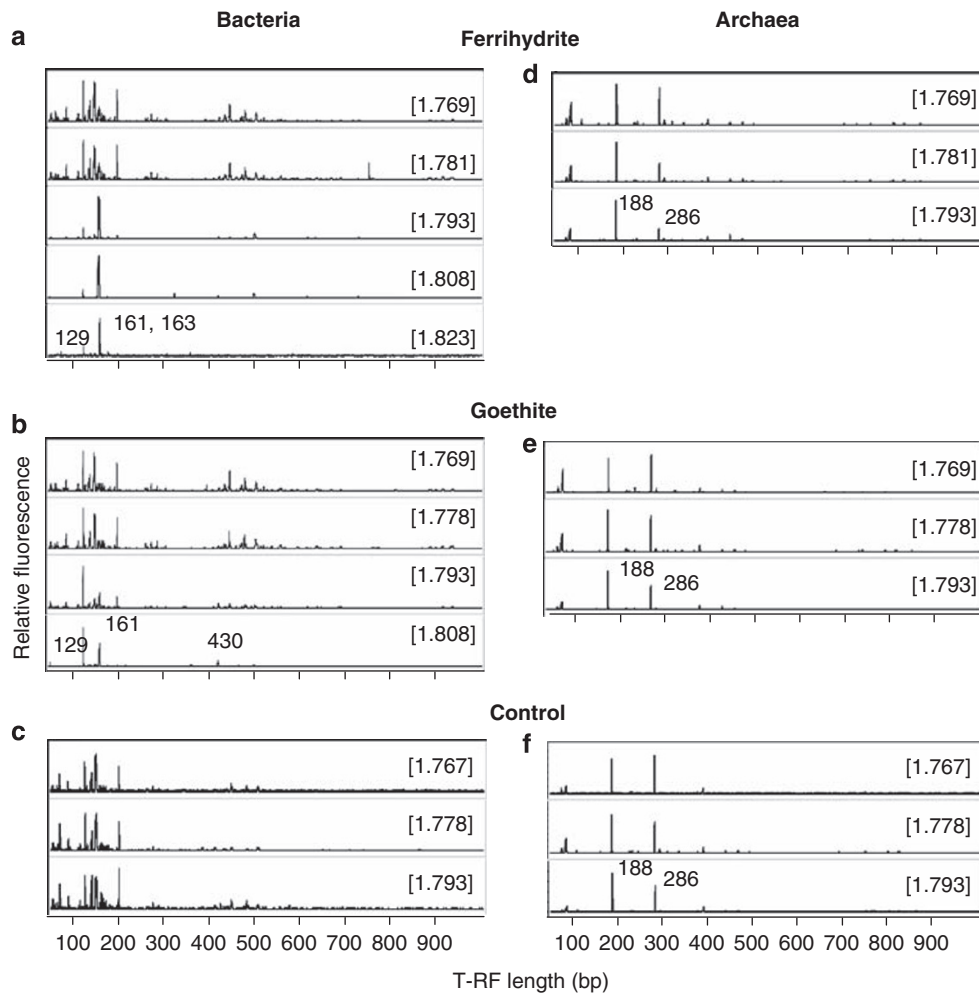 Bacteria
Archaea
a
Ferrihydrite
[1.769]
[1.781]
[1.793]
[1.808]
129
161, 163
[1.823]
d
[1.769]
[1.781]
188
286
[1.793]
Goethite
b
[1.769]
[1.778]
[1.793]
129
161
430
[1.808]
e
[1.769]
[1.778]
188
286
[1.793]
Relative fluorescence
Control
c
[1.767]
[1.778]
[1.793]
f
[1.767]
[1.778]
188
286
[1.793]
100 200 300 400 500 600 700 800 900
100 200 300 400 500 600 700 800 900
T-RF length (bp)